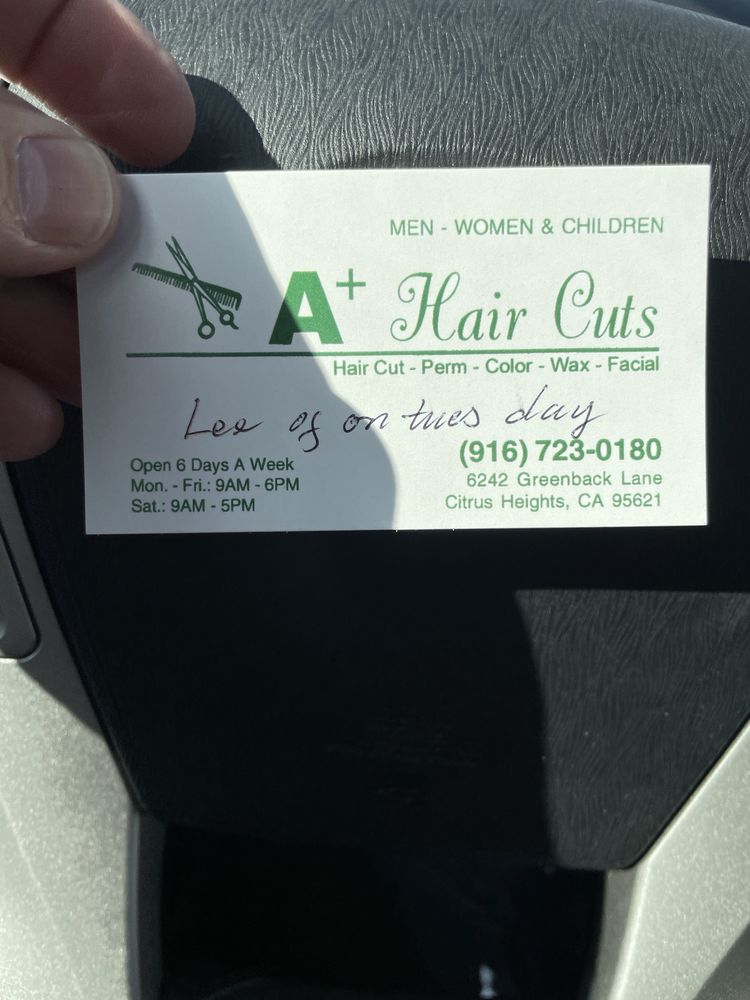 MEN - WOMEN & CHILDREN
A+ Hair Cuts
Hair Cut - Perm - Color - Wax - Facial
Lee of on tues day
(916) 723-0180
Open 6 Days A Week
6242 Greenback Lane
Mon. - Fri.: 9AM - 6PM
Citrus Heights, CA 95621
Sat.: 9AM - 5PM